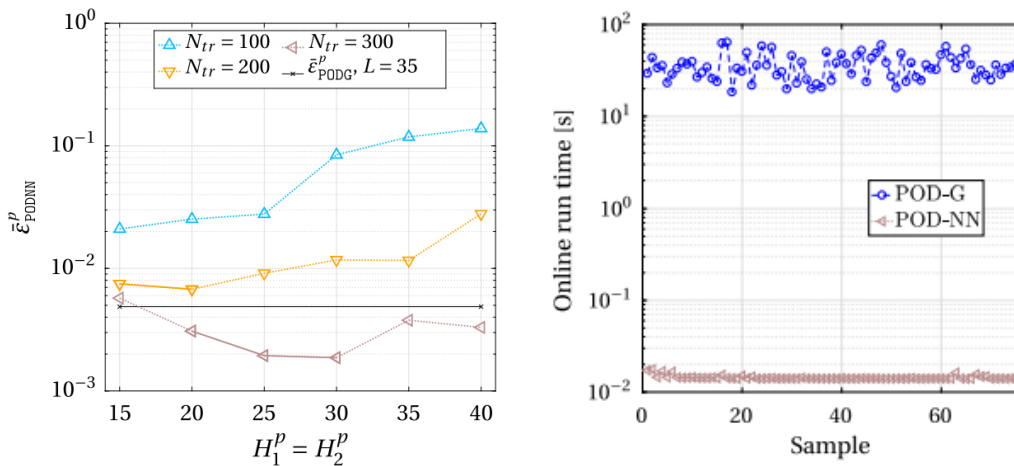 N_tr = 100
N_tr = 200
N_tr = 300
ε̄^p_PODG, L = 35
10^0
10^-1
10^-2
10^-3
ε̄^p_PODNN
15 20 25 30 35 40
H_1^p = H_2^p
10^2
10^1
10^0
10^-1
10^-2
Online run time [s]
POD-G
POD-NN
0 20 40 60
Sample